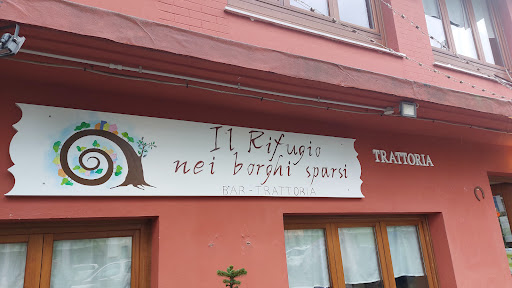 Il Rifugio
nei borghi sparsi
BAR - TRATTORIA
TRATTORIA